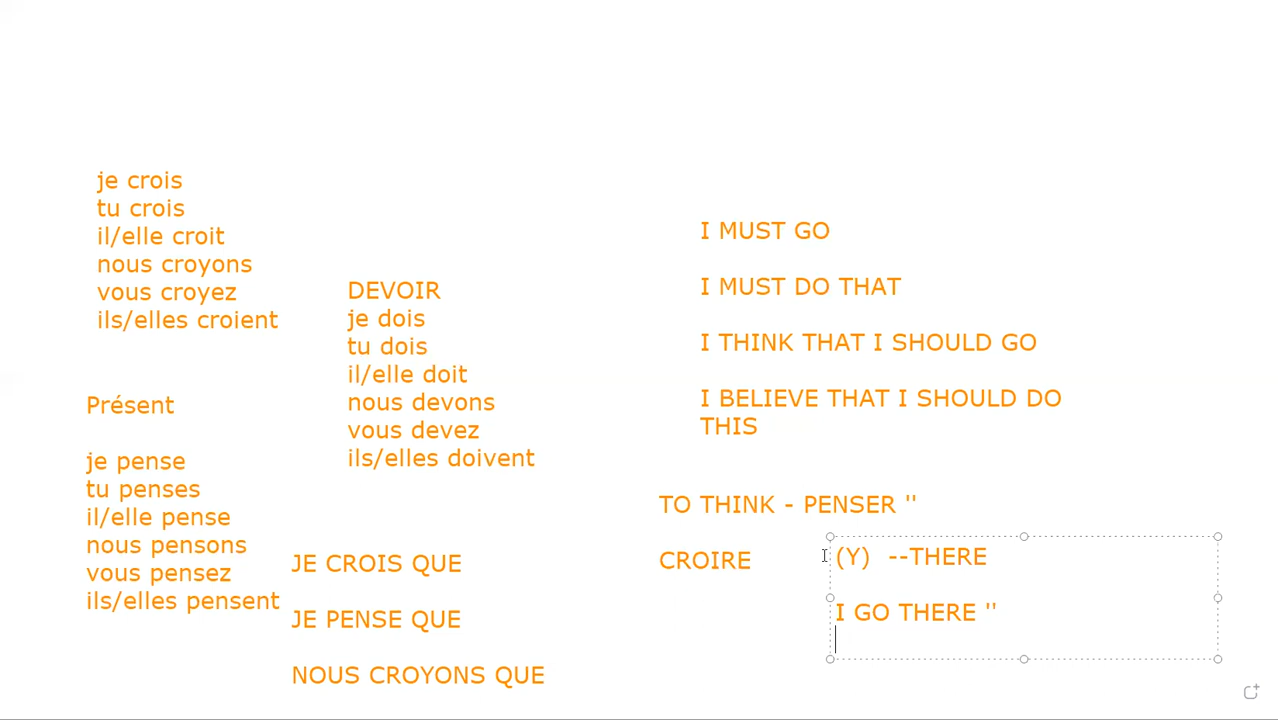 je crois
tu crois
il/elle croit
nous croyons
vous croyez
ils/elles croient
Présent
je pense
tu penses
il/elle pense
nous pensons
vous pensez
ils/elles pensent
DEVOIR
je dois
tu dois
il/elle doit
nous devons
vous devez
ils/elles doivent
JE CROIS QUE
JE PENSE QUE
NOUS CROYONS QUE
I MUST GO
I MUST DO THAT
I THINK THAT I SHOULD GO
I BELIEVE THAT I SHOULD DO
THIS
TO THINK - PENSER ''
CROIRE
(Y) --THERE
I GO THERE ''